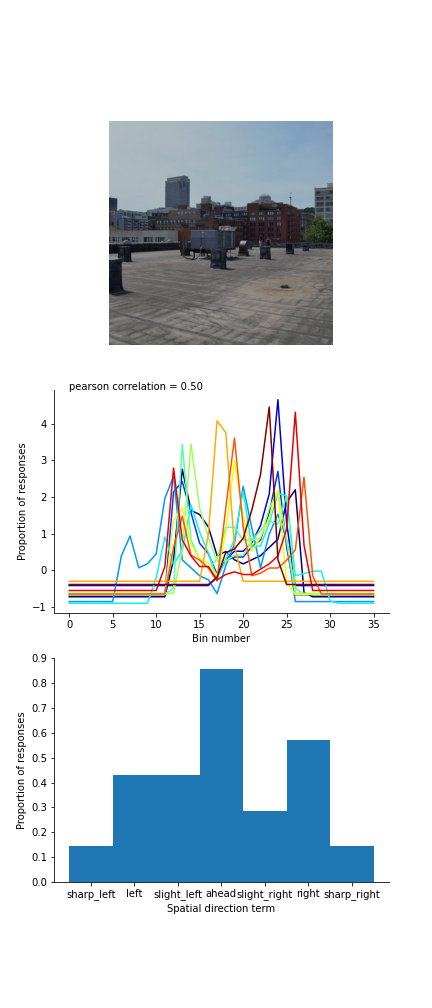 pearson correlation = 0.50
Proportion of responses
4
3
2
1
0
−1
0 5 10 15 20 25 30 35
Bin number
Proportion of responses
0.9
0.8
0.7
0.6
0.5
0.4
0.3
0.2
0.1
0.0
sharp_left left slight_left ahead slight_right right sharp_right
Spatial direction term